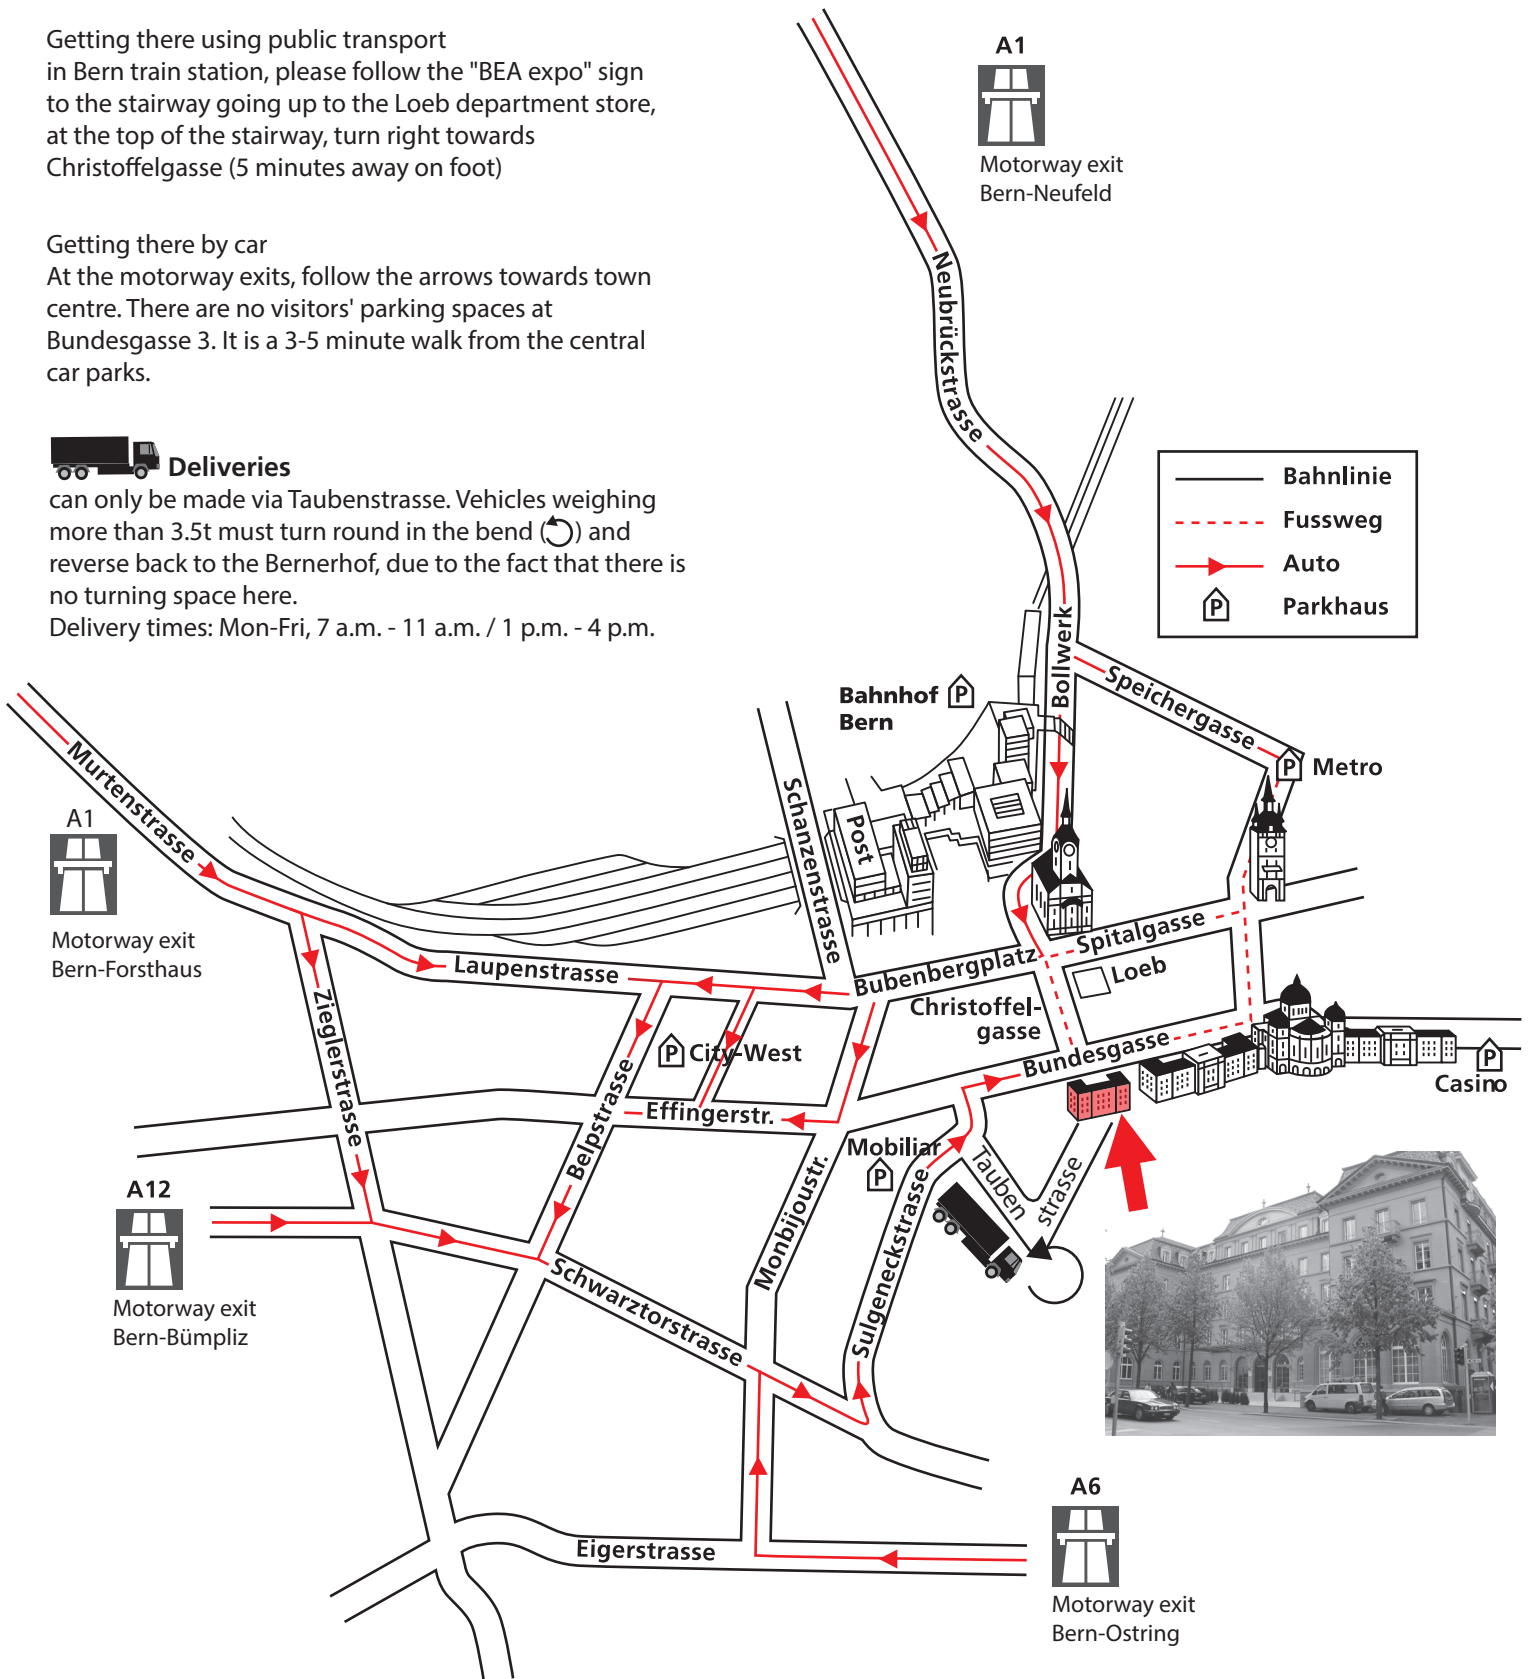 Getting there using public transport
in Bern train station, please follow the "BEA expo" sign
to the stairway going up to the Loeb department store,
at the top of the stairway, turn right towards
Christoffelgasse (5 minutes away on foot)
Getting there by car
At the motorway exits, follow the arrows towards town
centre. There are no visitors' parking spaces at
Bundesgasse 3. It is a 3-5 minute walk from the central
car parks.
Deliveries
can only be made via Taubenstrasse. Vehicles weighing
more than 3.5t must turn round in the bend ( ) and
reverse back to the Bernerhof, due to the fact that there is
no turning space here.
Delivery times: Mon-Fri, 7 a.m. - 11 a.m. / 1 p.m. - 4 p.m.
A1
Motorway exit
Bern-Neufeld
Neubrückstrasse
Bahnlinie
Fussweg
Auto
P Parkhaus
Bollwerk
Speichergasse
Bahnhof P
Bern
P Metro
Murtenstrasse
Schanzenstrasse
Post
A1
Motorway exit
Bern-Forsthaus
Laupenstrasse
Bubenbergplatz
Spitalgasse
Loeb
Christoffel-
gasse
Zieglerstrasse
P City-West
Bundesgasse
P
Casino
Belpstrasse
Effingerstr.
Mobiliar
P
Monbijoustr.
Sulgeneckstrasse
Tauben
strasse
A12
Motorway exit
Bern-Bümpliz
Schwarztorstrasse
Eigerstrasse
A6
Motorway exit
Bern-Ostring